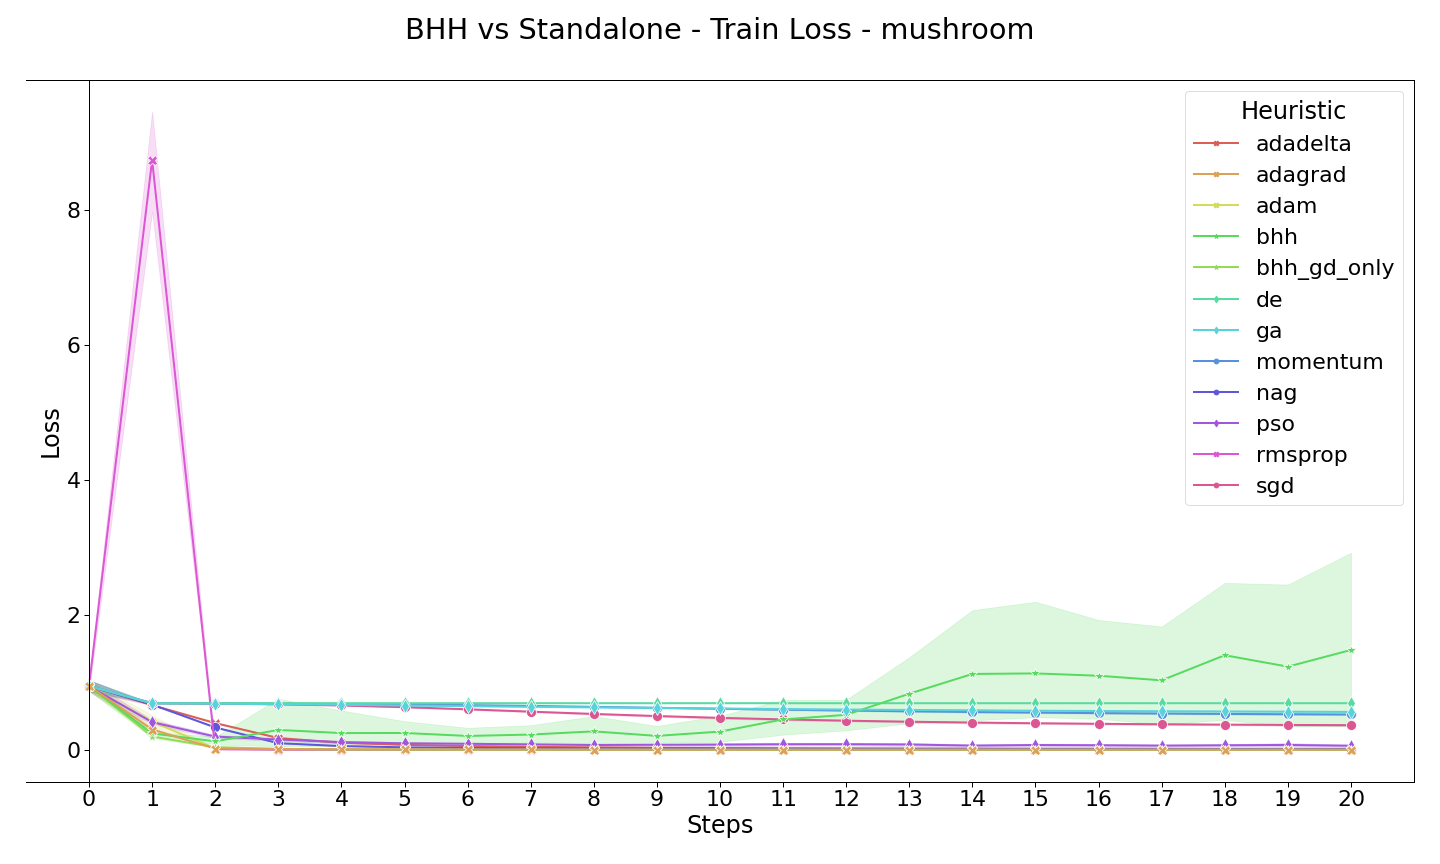 BHH vs Standalone - Train Loss - mushroom
Heuristic
adadelta
adagrad
adam
bhh
bhh_gd_only
de
ga
momentum
nag
pso
rmsprop
sgd
Loss
8
6
4
2
0
0 1 2 3 4 5 6 7 8 9 10 11 12 13 14 15 16 17 18 19 20
Steps